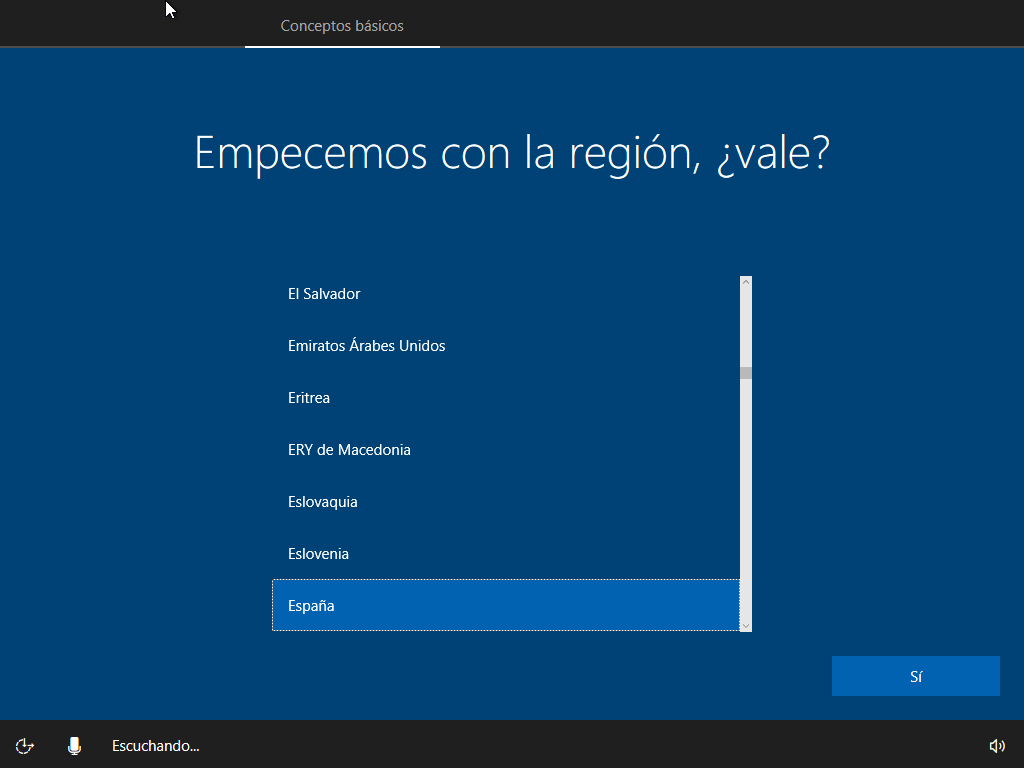 Conceptos básicos
Empecemos con la región, ¿vale?
El Salvador
Emiratos Árabes Unidos
Eritrea
ERY de Macedonia
Eslovaquia
Eslovenia
España
Sí
Escuchando...